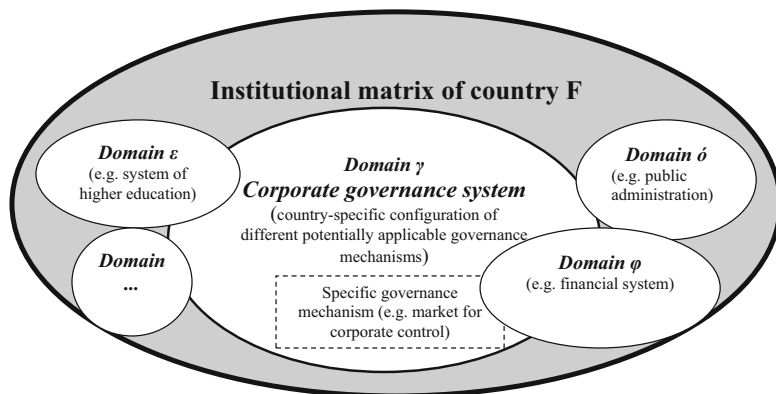 Institutional matrix of country F
Domain ε
(e.g. system of
higher education)
Domain
...
Domain γ
Corporate governance system
(country-specific configuration of
different potentially applicable governance
mechanisms)
Specific governance
mechanism (e.g. market for
corporate control)
Domain ó
(e.g. public
administration)
Domain φ
(e.g. financial system)